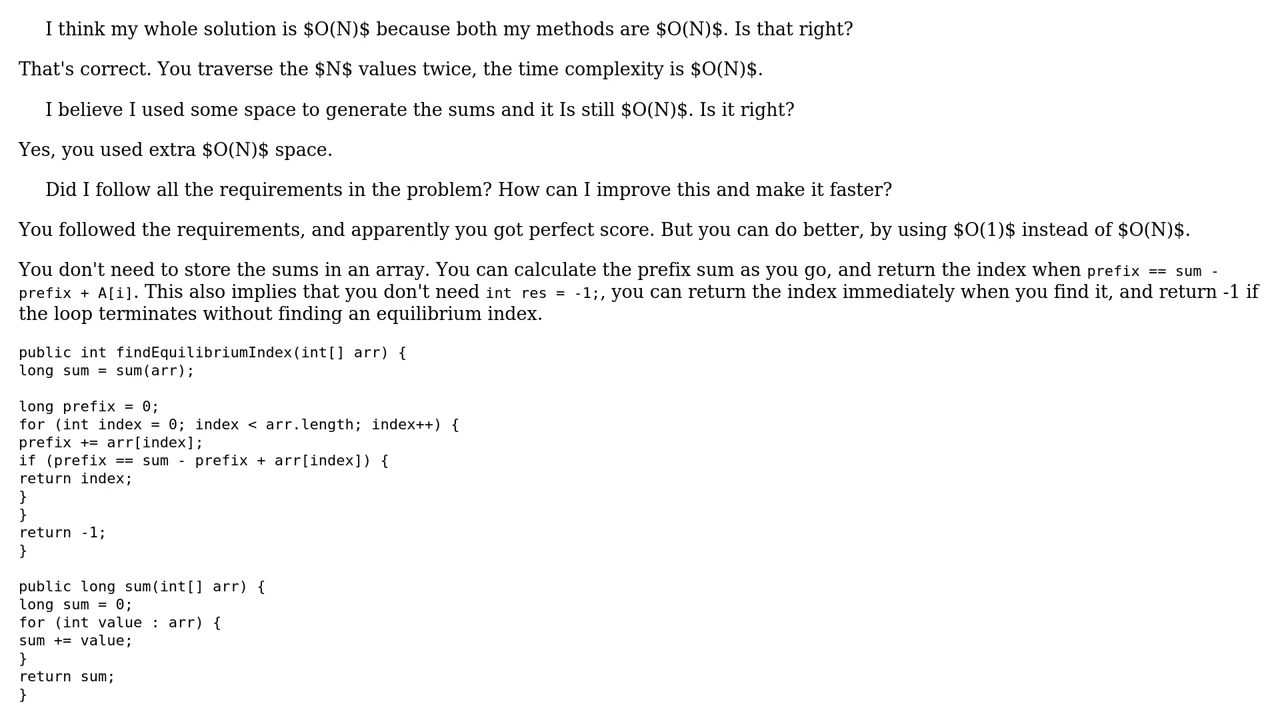 I think my whole solution is $O(N)$ because both my methods are $O(N)$. Is that right?
That's correct. You traverse the $N$ values twice, the time complexity is $O(N)$.
I believe I used some space to generate the sums and it Is still $O(N)$. Is it right?
Yes, you used extra $O(N)$ space.
Did I follow all the requirements in the problem? How can I improve this and make it faster?
You followed the requirements, and apparently you got perfect score. But you can do better, by using $O(1)$ instead of $O(N)$.
You don't need to store the sums in an array. You can calculate the prefix sum as you go, and return the index when prefix == sum -
prefix + A[i]. This also implies that you don't need int res = -1;, you can return the index immediately when you find it, and return -1 if
the loop terminates without finding an equilibrium index.
public int findEquilibriumIndex(int[] arr) {
long sum = sum(arr);
long prefix = 0;
for (int index = 0; index < arr.length; index++) {
prefix += arr[index];
if (prefix == sum - prefix + arr[index]) {
return index;
}
}
return -1;
}
public long sum(int[] arr) {
long sum = 0;
for (int value : arr) {
sum += value;
}
return sum;
}